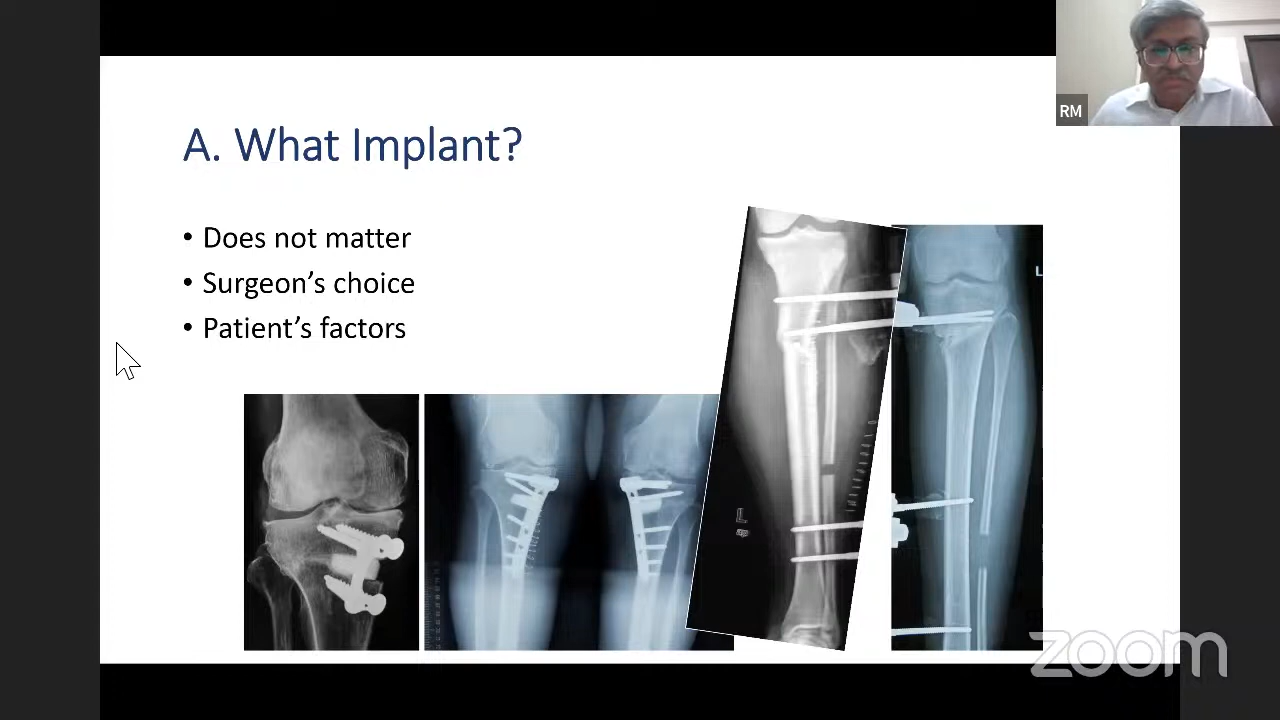 RM
A. What Implant?
• Does not matter
• Surgeon's choice
• Patient's factors
L
L
zoom